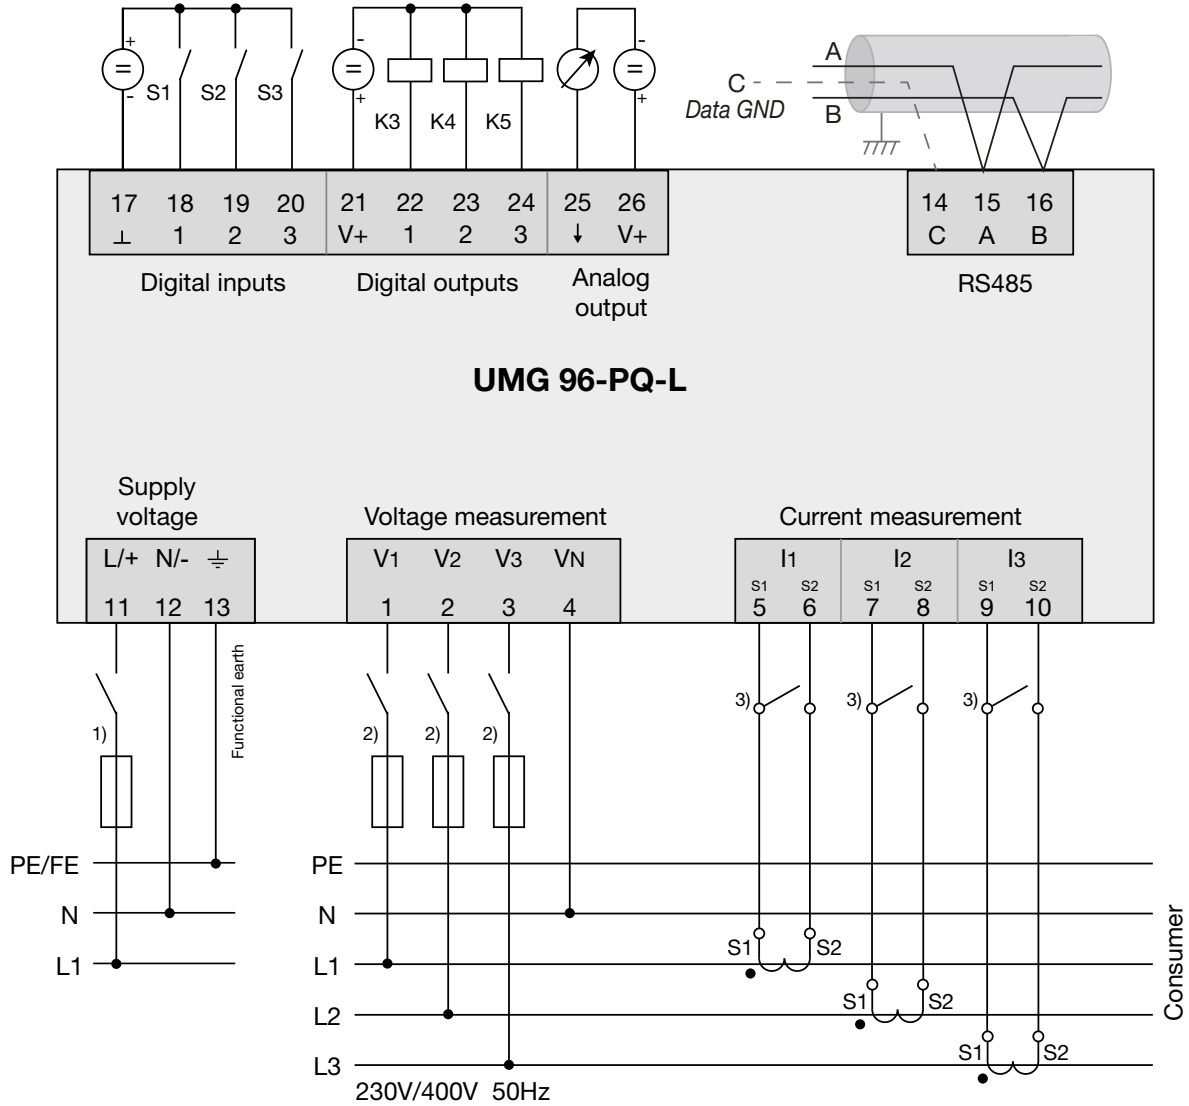 + - +
S1 S2 S3
-
K3 K4 K5
- +
A
C
Data GND
B
17 18 19 20 21 22 23 24 25 26
⊥ 1 2 3 V+ 1 2 3 ↓ V+
14 15 16
C A B
Digital inputs
Digital outputs
Analog
output
RS485
UMG 96-PQ-L
Supply
voltage
Voltage measurement
Current measurement
L/+ N/- ⏚
11 12 13
V1 V2 V3 VN
1 2 3 4
I1 I2 I3
S1 S2 S1 S2 S1 S2
5 6 7 8 9 10
Functional earth
1)
2) 2) 2)
3) 3) 3)
PE/FE
N
L1
PE
N
L1
L2
L3
S1 S2
S1 S2
S1 S2
Consumer
230V/400V 50Hz